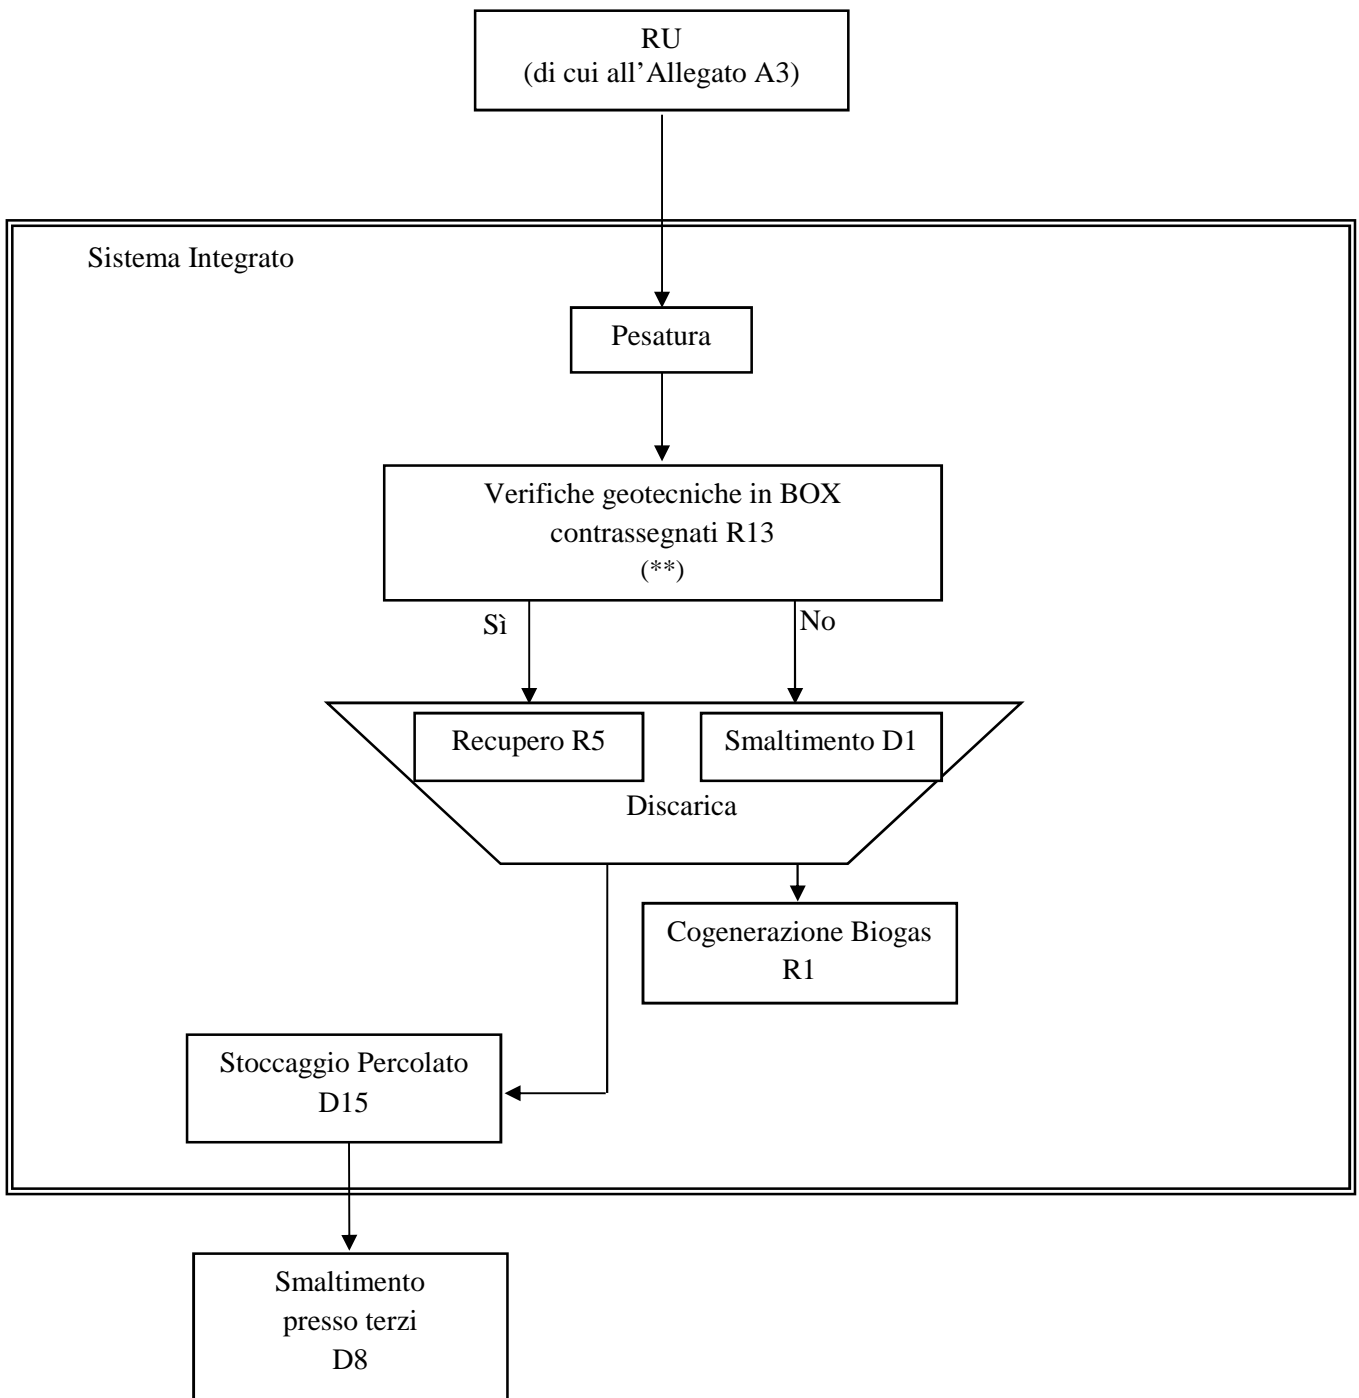 RU
(di cui all’Allegato A3)
Sistema Integrato
Pesatura
Verifiche geotecniche in BOX
contrassegnati R13
(**)
Sì
No
Recupero R5
Smaltimento D1
Discarica
Cogenerazione Biogas
R1
Stoccaggio Percolato
D15
Smaltimento
presso terzi
D8